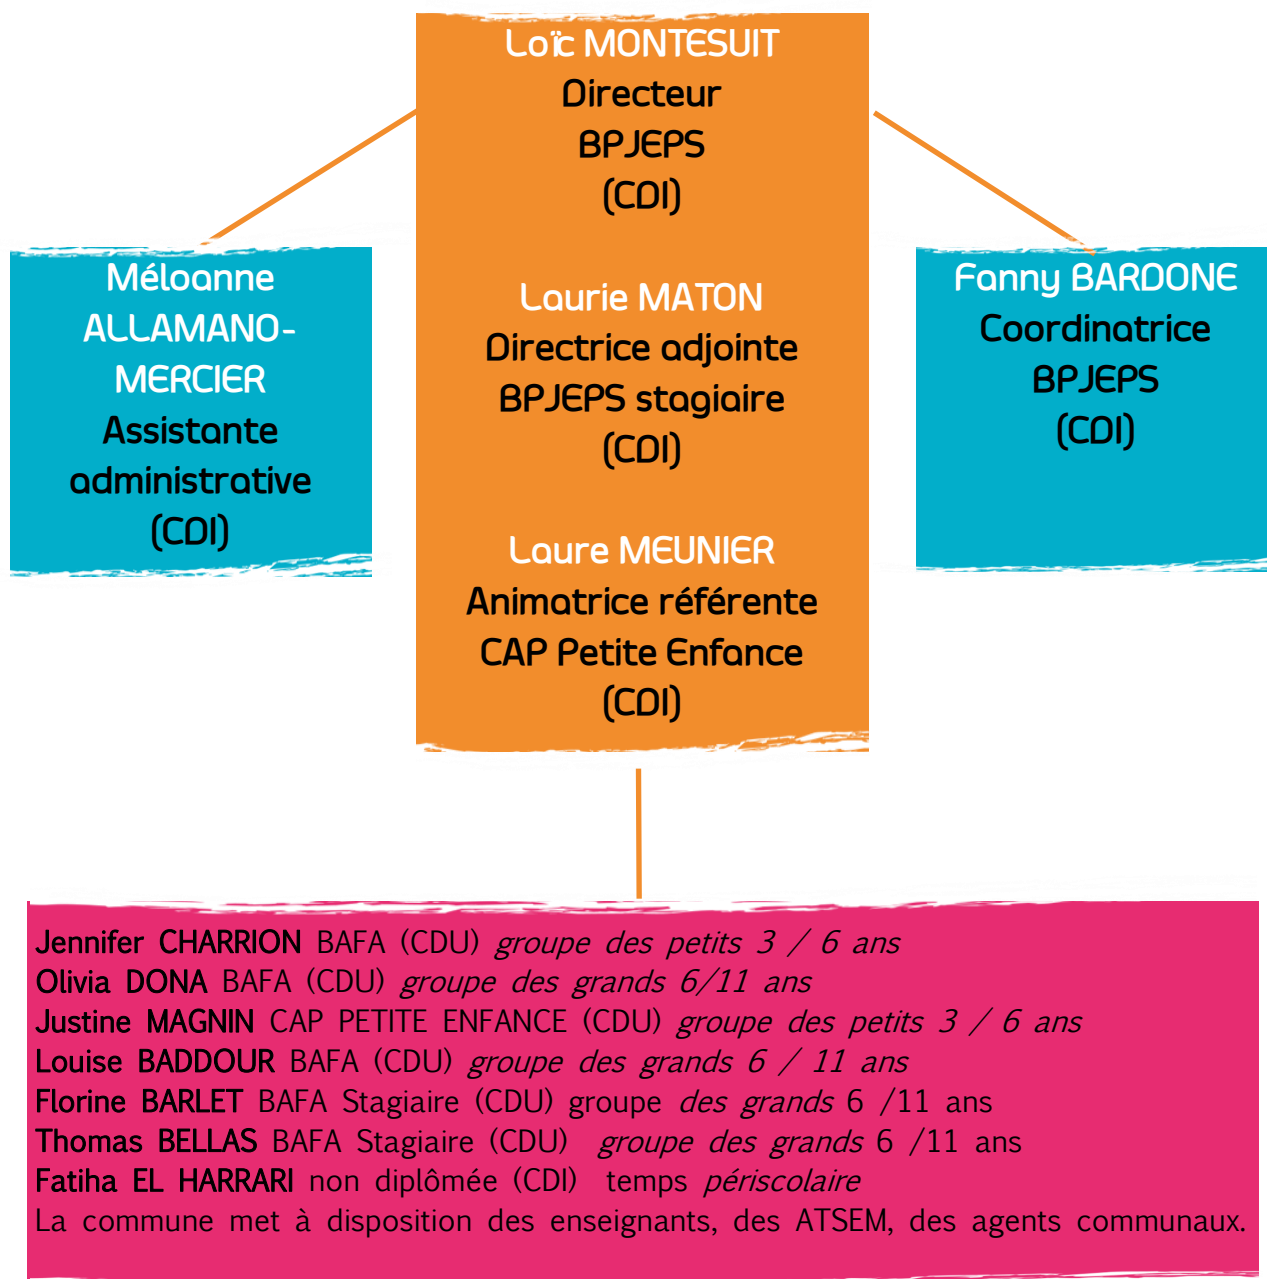 Loïc MONTESUIT
Directeur
BPJEPS
(CDI)
Laurie MATON
Directrice adjointe
BPJEPS stagiaire
(CDI)
Laure MEUNIER
Animatrice référente
CAP Petite Enfance
(CDI)
Méloanne
ALLAMANO-
MERCIER
Assistante
administrative
(CDI)
Fanny BARDONE
Coordinatrice
BPJEPS
(CDI)
Jennifer CHARRION BAFA (CDU) groupe des petits 3 / 6 ans
Olivia DONA BAFA (CDU) groupe des grands 6/11 ans
Justine MAGNIN CAP PETITE ENFANCE (CDU) groupe des petits 3 / 6 ans
Louise BADDOUR BAFA (CDU) groupe des grands 6 / 11 ans
Florine BARLET BAFA Stagiaire (CDU) groupe des grands 6 /11 ans
Thomas BELLAS BAFA Stagiaire (CDU) groupe des grands 6 /11 ans
Fatiha EL HARRARI non diplômée (CDI) temps périscolaire
La commune met à disposition des enseignants, des ATSEM, des agents communaux.